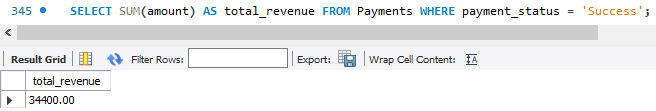 345 SELECT SUM(amount) AS total_revenue FROM Payments WHERE payment_status = 'Success';
Result Grid Filter Rows: Export: Wrap Cell Content: IA
total_revenue
34400.00